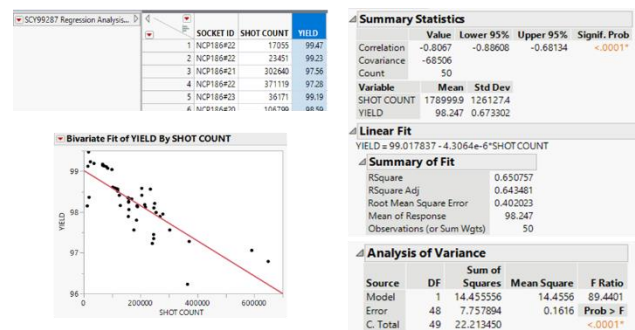 SCY99287 Regression Analysis...
SOCKET ID SHOT COUNT YIELD
1 NCP186#22 17055 99.47
2 NCP186#22 23451 99.23
3 NCP186#21 302640 97.56
4 NCP186#22 371119 97.28
5 NCP186#23 36171 99.19
6 NCP186#20 106799 98.59
Bivariate Fit of YIELD By SHOT COUNT
99
98
97
96
YIELD
0 200000 400000 600000
SHOT COUNT
Summary Statistics
Value Lower 95% Upper 95% Signif. Prob
Correlation -0.8067 -0.88608 -0.68134 <.0001*
Covariance -68506
Count 50
Variable Mean Std Dev
SHOT COUNT 178999.9 126127.4
YIELD 98.247 0.673302
Linear Fit
YIELD = 99.017837 - 4.3064e-6*SHOT COUNT
Summary of Fit
RSquare 0.650757
RSquare Adj 0.643481
Root Mean Square Error 0.402023
Mean of Response 98.247
Observations (or Sum Wgts) 50
Analysis of Variance
Sum of
Source DF Squares Mean Square F Ratio
Model 1 14.455556 14.4556 89.4401
Error 48 7.757894 0.1616 Prob > F
C. Total 49 22.213450 <.0001*